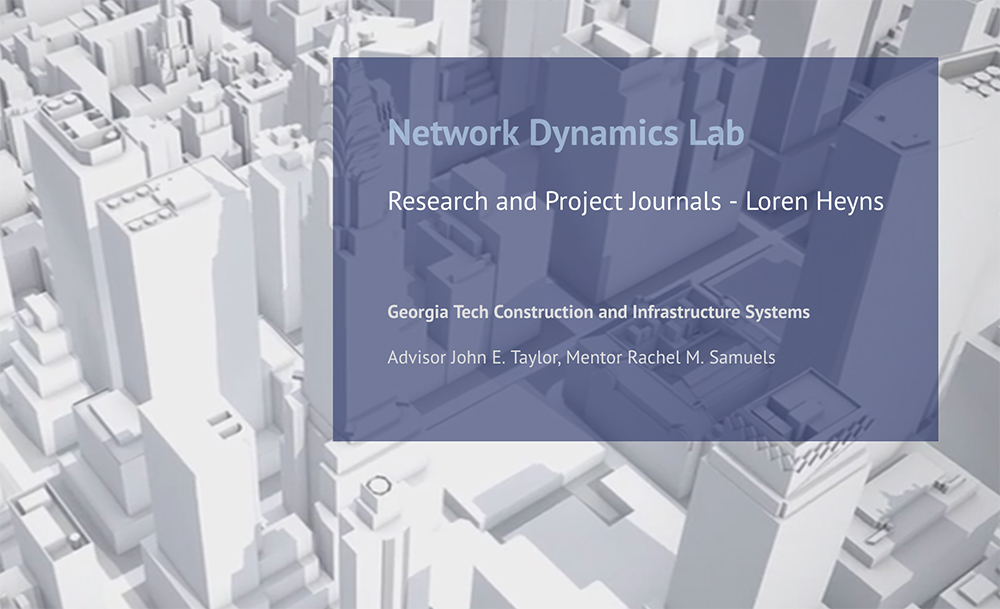 Network Dynamics Lab
Research and Project Journals - Loren Heyns
Georgia Tech Construction and Infrastructure Systems
Advisor John E. Taylor, Mentor Rachel M. Samuels